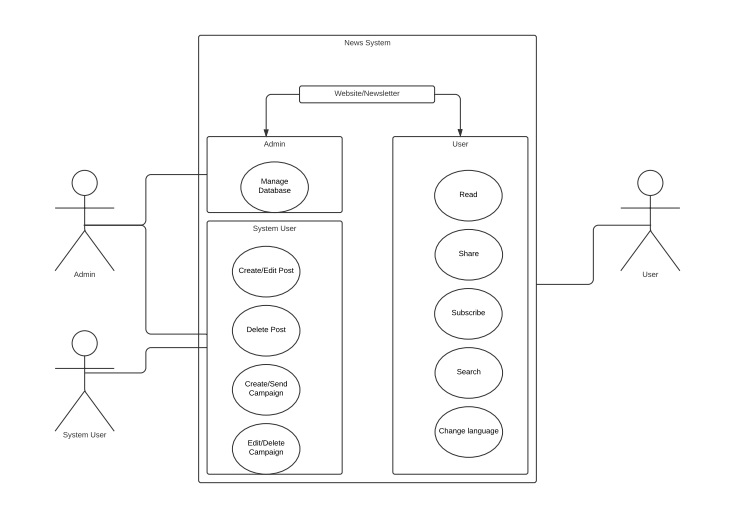 News System
Website/Newsletter
Admin
Manage
Database
System User
Create/Edit Post
Delete Post
Create/Send
Campaign
Edit/Delete
Campaign
User
Read
Share
Subscribe
Search
Change language
Admin
System User
User